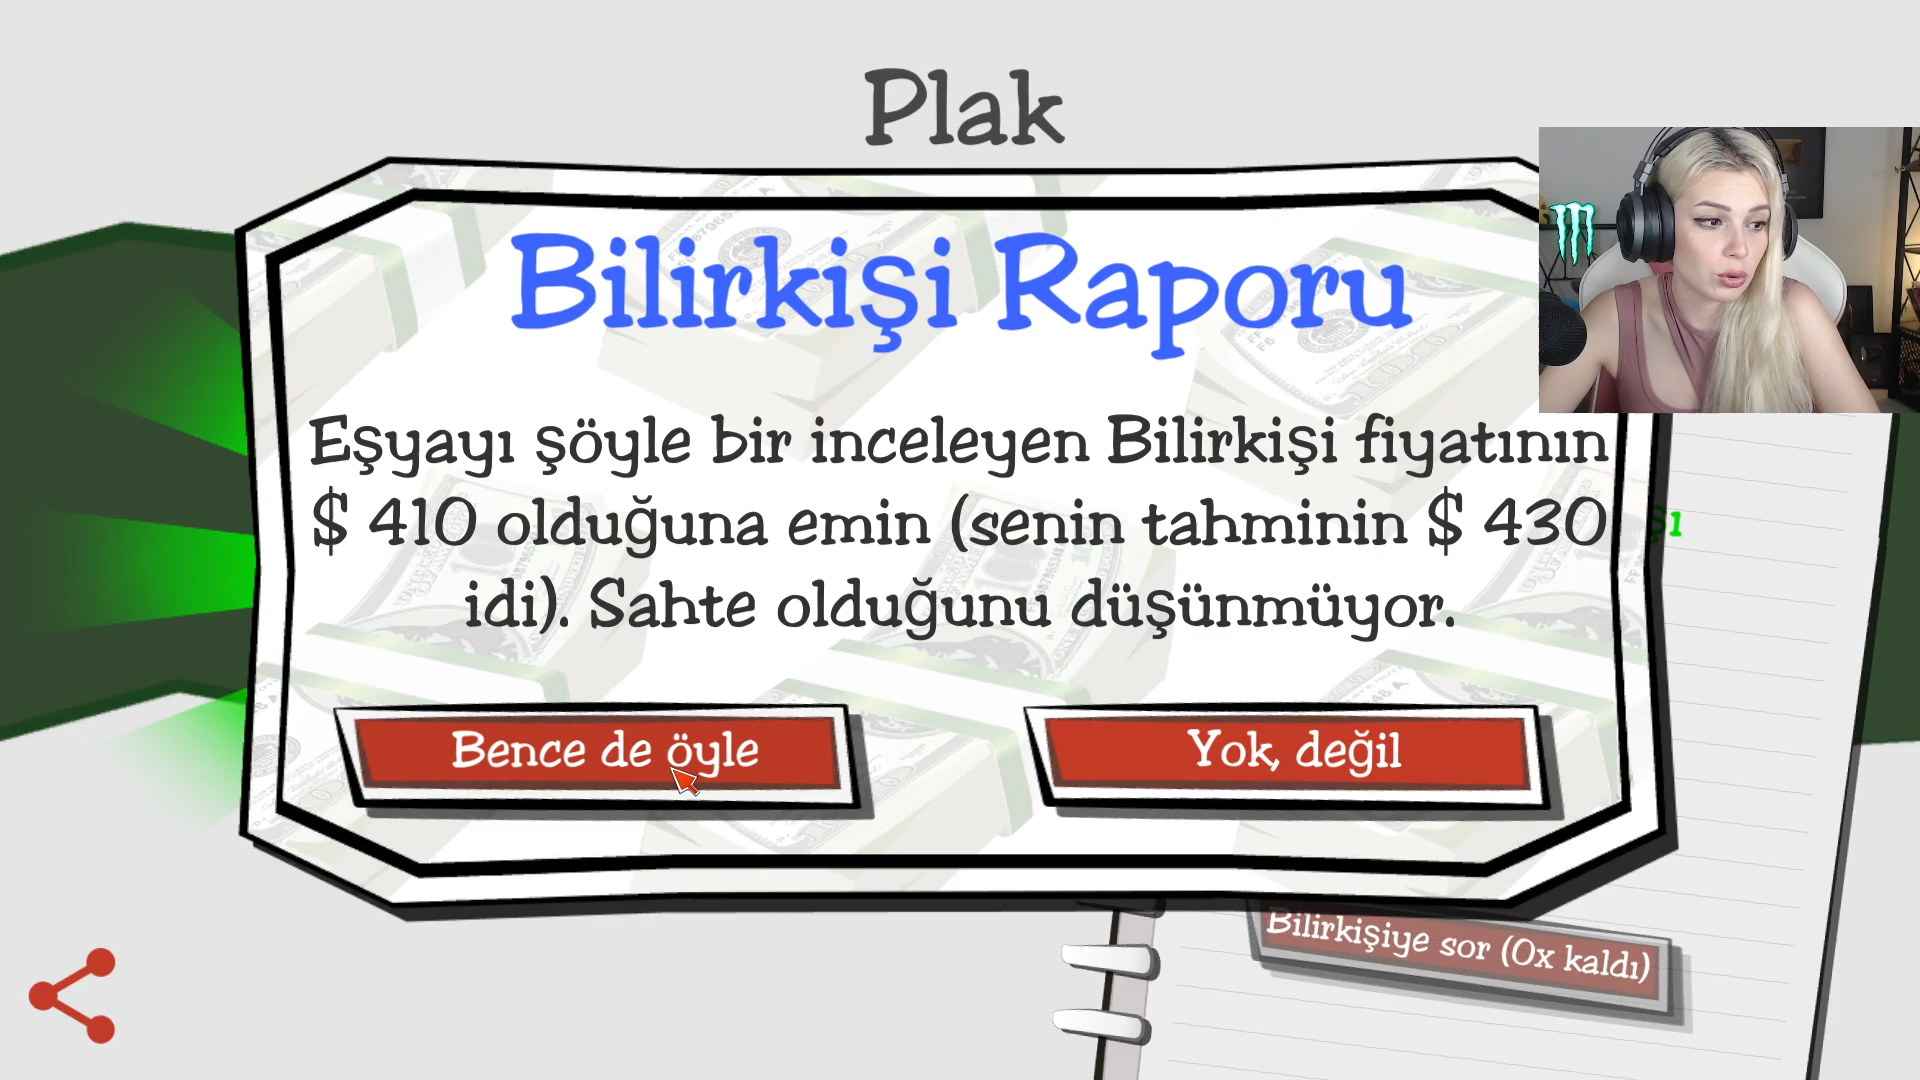 Plak
Bilirkişi Raporu
Eşyayı şöyle bir inceleyen Bilirkişi fiyatının
$ 410 olduğuna emin (senin tahminin $ 430
idi). Sahte olduğunu düşünmüyor.
Bence de öyle
Yok, değil
Bilirkişiye sor (0x kaldı)